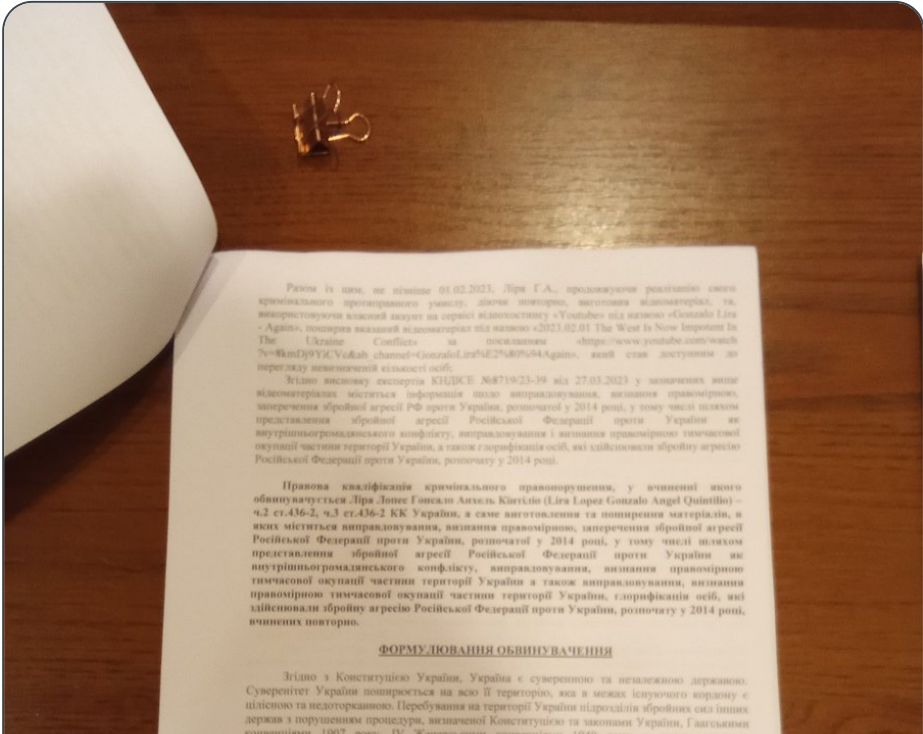 Разом із цим, не пізніше 01.02.2023, Ліра Г.А., продовжуючи реалізацію свого
кримінального протиправного умислу, діючи повторно, виготовив відеоматеріал, та,
використовуючи власний акаунт на сервісі відеохостингу «Youtube» під назвою «Gonzalo Lira
- Again», поширив вказаний відеоматеріал під назвою «2023.02.01 The West Is Now Impotent In
The Ukraine Conflict» за посиланням «https://www.youtube.com/watch
який став доступним до
перегляду невизначеній кількості осіб;
Згідно висновку експертів КНДІСЕ №8719/23-39 від 27.03.2023 у зазначених вище
відеоматеріалах міститься інформація щодо виправдовування, визнання правомірною,
заперечення збройної агресії РФ проти України, розпочатої у 2014 році, у тому числі шляхом
представлення збройної агресії Російської Федерації проти України як
внутрішньогромадянського конфлікту, виправдовування і визнання правомірною тимчасової
окупації частини території України, а також глорифікація осіб, які здійснювали збройну агресію
Російської Федерації проти України, розпочату у 2014 році.
Правова кваліфікація кримінального правопорушення, у вчиненні якого
обвинувачується Ліра Лопес Гонсало Анхель Кінтіліо (Lira Lopez Gonzalo Angel Quintilio) –
ч.2 ст.436-2, ч.3 ст.436-2 КК України, а саме виготовлення та поширення матеріалів, в
яких міститься виправдовування, визнання правомірною, заперечення збройної агресії
Російської Федерації проти України, розпочатої у 2014 році, у тому числі шляхом
представлення збройної агресії Російської Федерації проти України як
внутрішньогромадянського конфлікту, виправдовування, визнання правомірною
тимчасової окупації частини території України а також виправдовування, визнання
правомірною тимчасової окупації частини території України, глорифікація осіб, які
здійснювали збройну агресію Російської Федерації проти України, розпочату у 2014 році,
вчинених повторно.
ФОРМУЛЮВАННЯ ОБВИНУВАЧЕННЯ
Згідно з Конституцією України, Україна є суверенною та незалежною державою.
Суверенітет України поширюється на всю її територію, яка в межах існуючого кордону є
цілісною та недоторканною. Перебування на території України підрозділів збройних сил інших
держав з порушенням процедури, визначеної Конституцією та законами України, Гаазькими
конвенціями 1907 року, IV